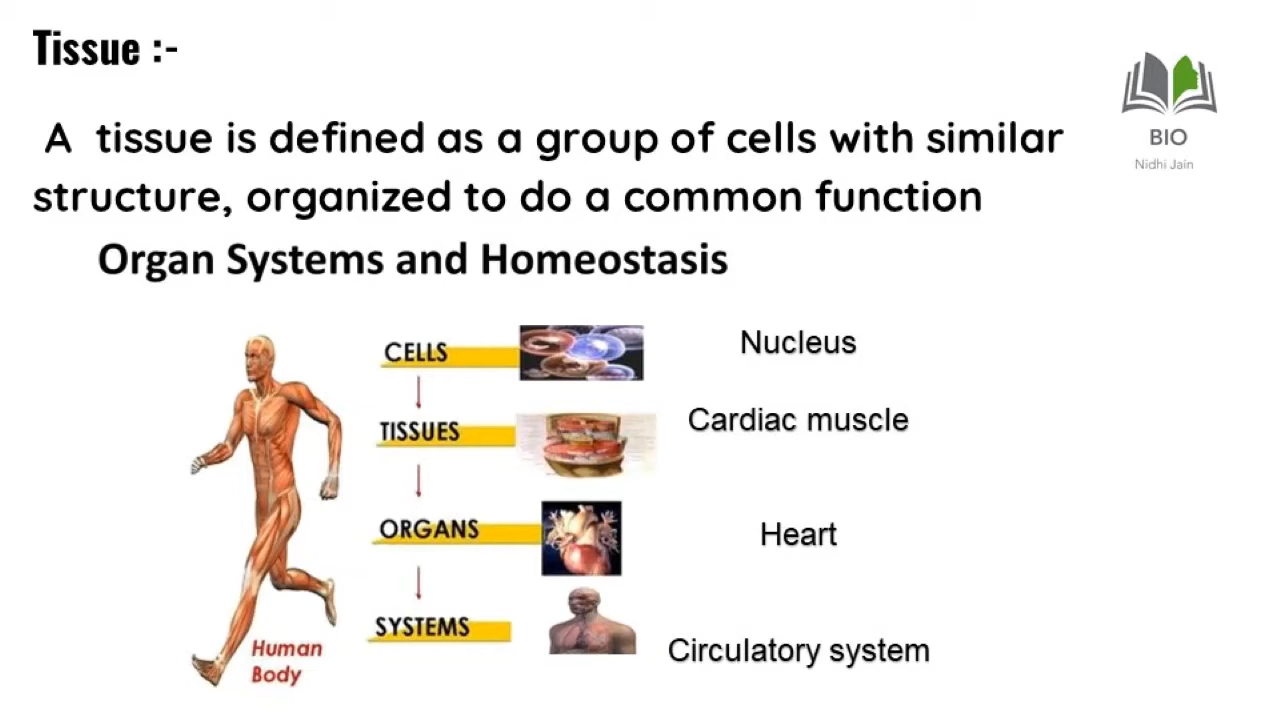 Tissue :-
BIO
Nidhi Jain
A tissue is defined as a group of cells with similar
structure, organized to do a common function
Organ Systems and Homeostasis
CELLS
Nucleus
TISSUES
Cardiac muscle
ORGANS
Heart
SYSTEMS
Circulatory system
Human
Body